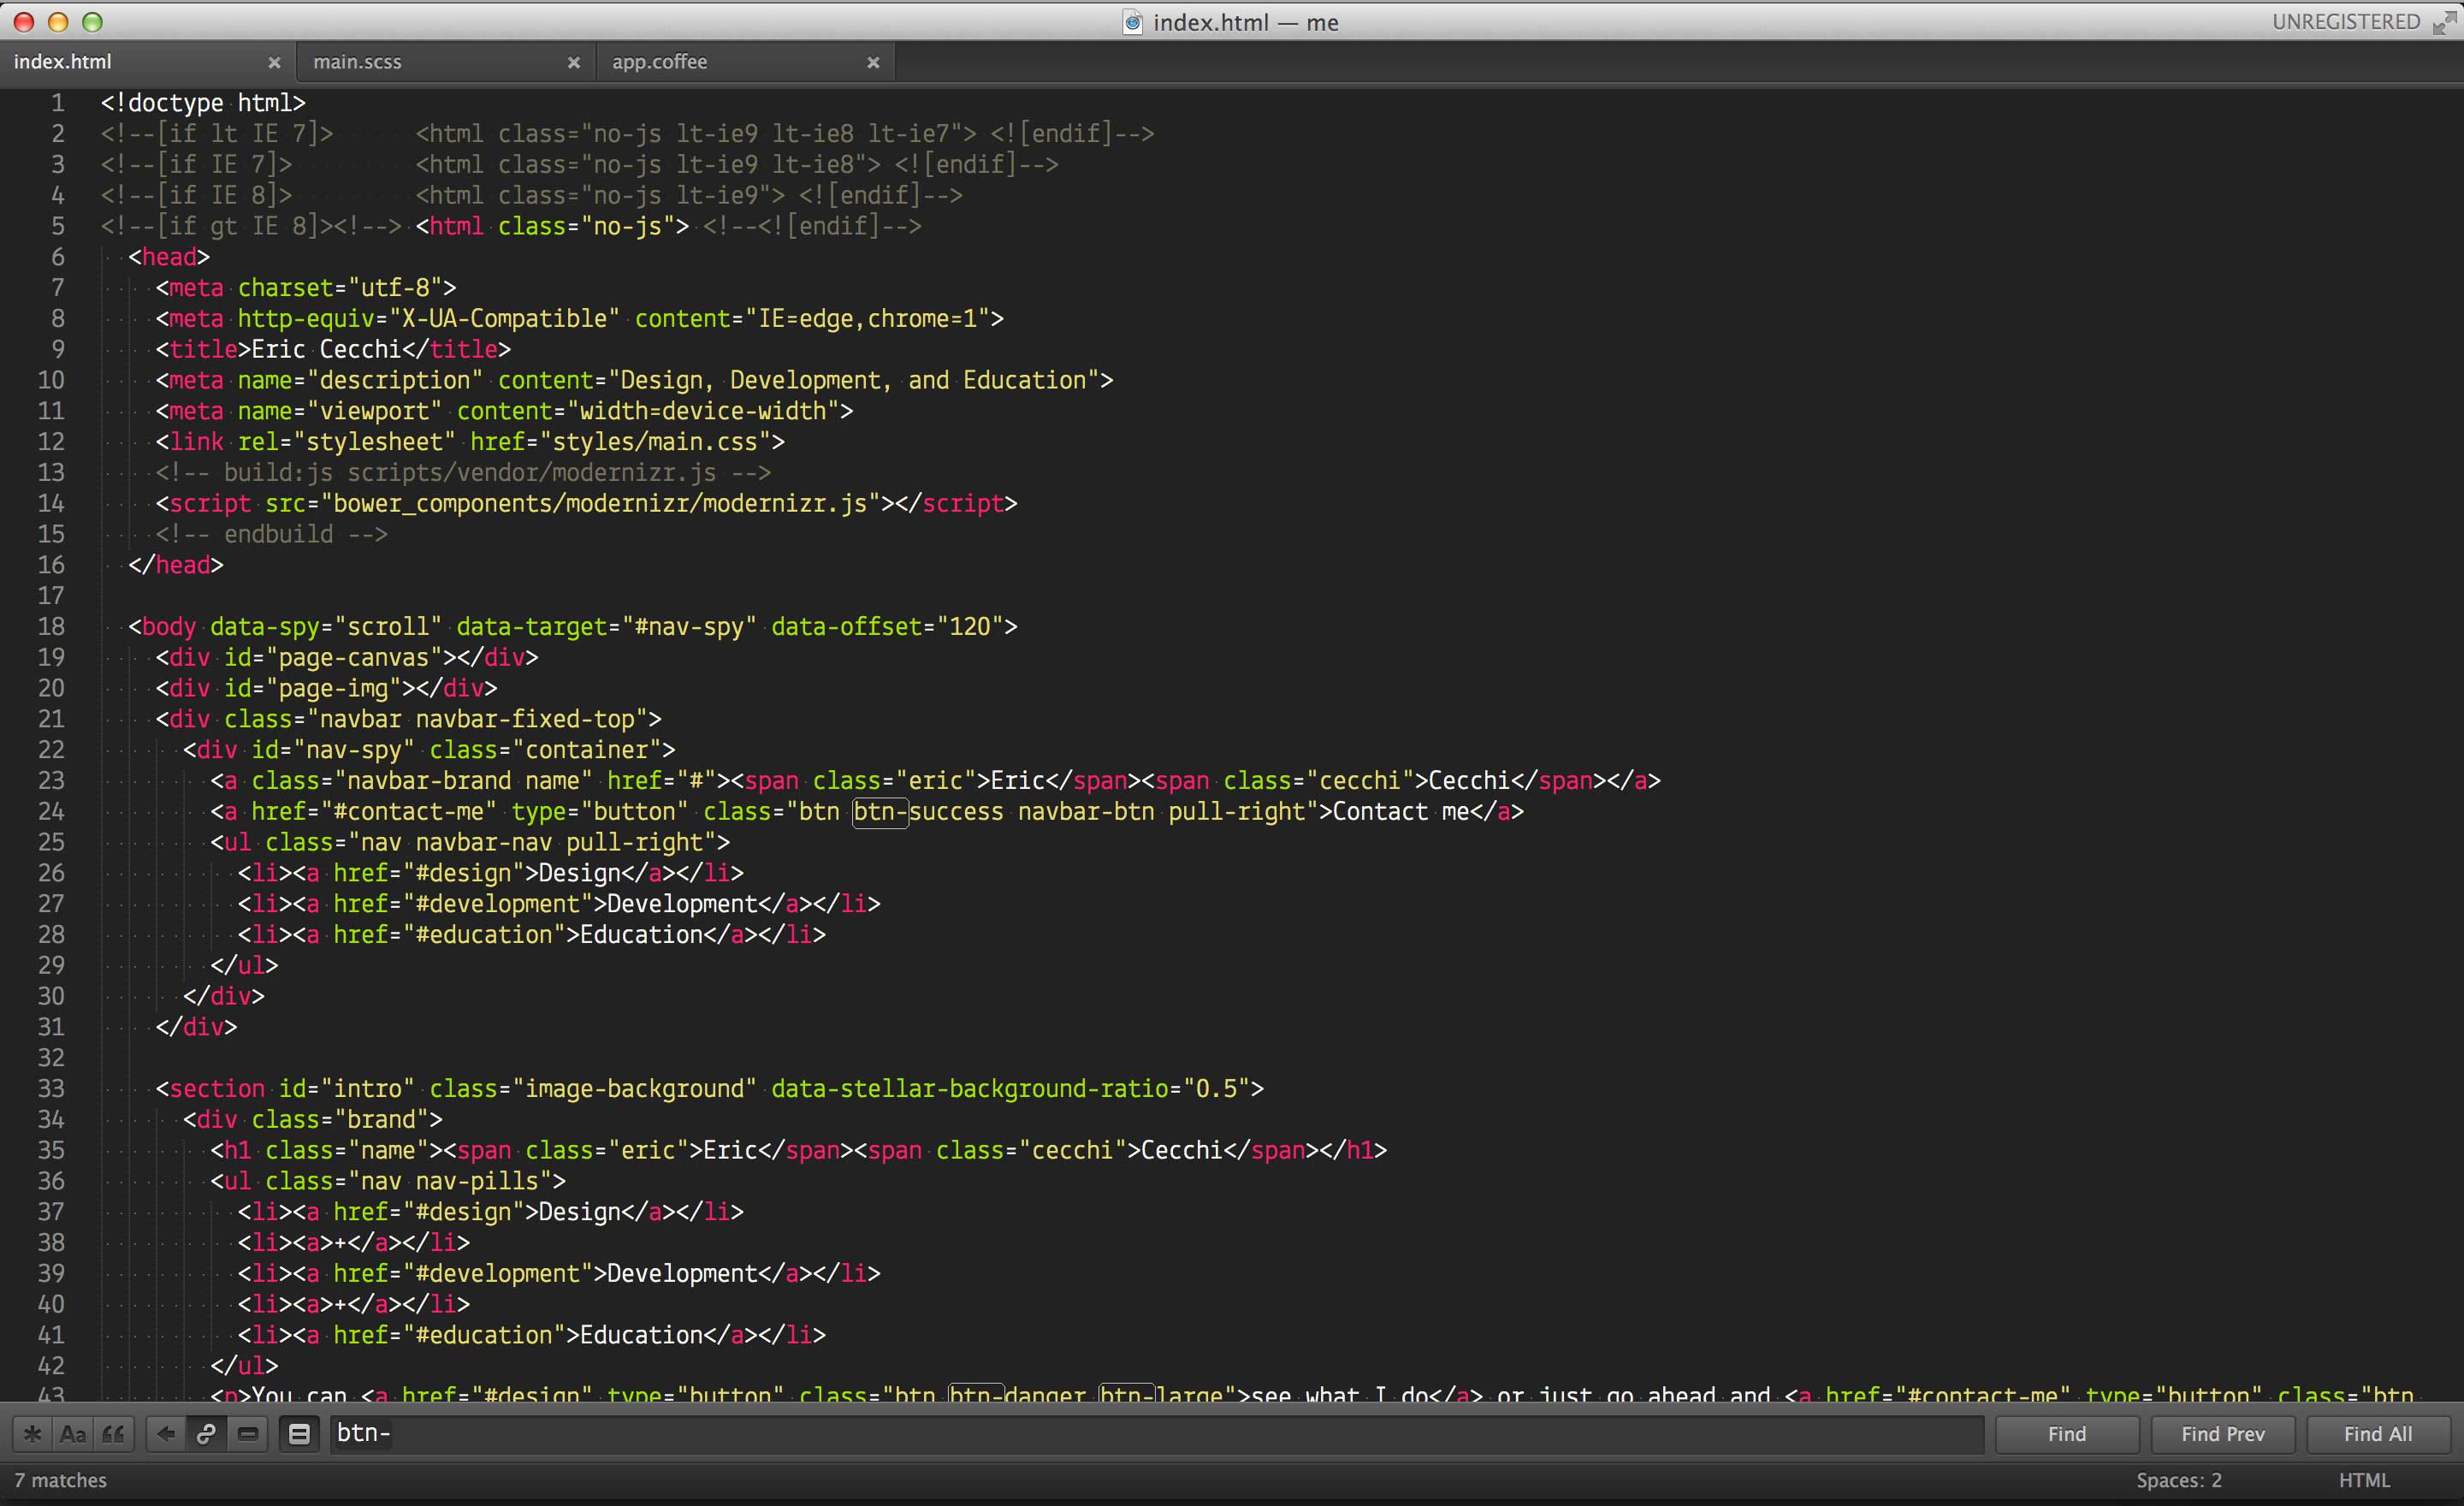 index.html — me
UNREGISTERED
index.html × main.scss × app.coffee ×
1 <!doctype html>
2 <!--[if lt IE 7]>      <html class="no-js lt-ie9 lt-ie8 lt-ie7"> <![endif]-->
3 <!--[if IE 7]>         <html class="no-js lt-ie9 lt-ie8"> <![endif]-->
4 <!--[if IE 8]>         <html class="no-js lt-ie9"> <![endif]-->
5 <!--[if gt IE 8]><!--> <html class="no-js"> <!--<![endif]-->
6   <head>
7     <meta charset="utf-8">
8     <meta http-equiv="X-UA-Compatible" content="IE=edge,chrome=1">
9     <title>Eric Cecchi</title>
10     <meta name="description" content="Design, Development, and Education">
11     <meta name="viewport" content="width=device-width">
12     <link rel="stylesheet" href="styles/main.css">
13     <!-- build:js scripts/vendor/modernizr.js -->
14     <script src="bower_components/modernizr/modernizr.js"></script>
15     <!-- endbuild -->
16   </head>
17
18   <body data-spy="scroll" data-target="#nav-spy" data-offset="120">
19     <div id="page-canvas"></div>
20     <div id="page-img"></div>
21     <div class="navbar navbar-fixed-top">
22       <div id="nav-spy" class="container">
23         <a class="navbar-brand name" href="#"><span class="eric">Eric</span><span class="cecchi">Cecchi</span></a>
24         <a href="#contact-me" type="button" class="btn btn-success navbar-btn pull-right">Contact me</a>
25         <ul class="nav navbar-nav pull-right">
26           <li><a href="#design">Design</a></li>
27           <li><a href="#development">Development</a></li>
28           <li><a href="#education">Education</a></li>
29         </ul>
30       </div>
31     </div>
32
33     <section id="intro" class="image-background" data-stellar-background-ratio="0.5">
34       <div class="brand">
35         <h1 class="name"><span class="eric">Eric</span><span class="cecchi">Cecchi</span></h1>
36         <ul class="nav nav-pills">
37           <li><a href="#design">Design</a></li>
38           <li><a>+</a></li>
39           <li><a href="#development">Development</a></li>
40           <li><a>+</a></li>
41           <li><a href="#education">Education</a></li>
42         </ul>
43         <p>You can <a href="#design" type="button" class="btn btn-danger btn-large">see what I do</a> or just go ahead and <a href="#contact-me" type="button" class="btn
Aa “ btn- Find Find Prev Find All
7 matches Spaces: 2 HTML